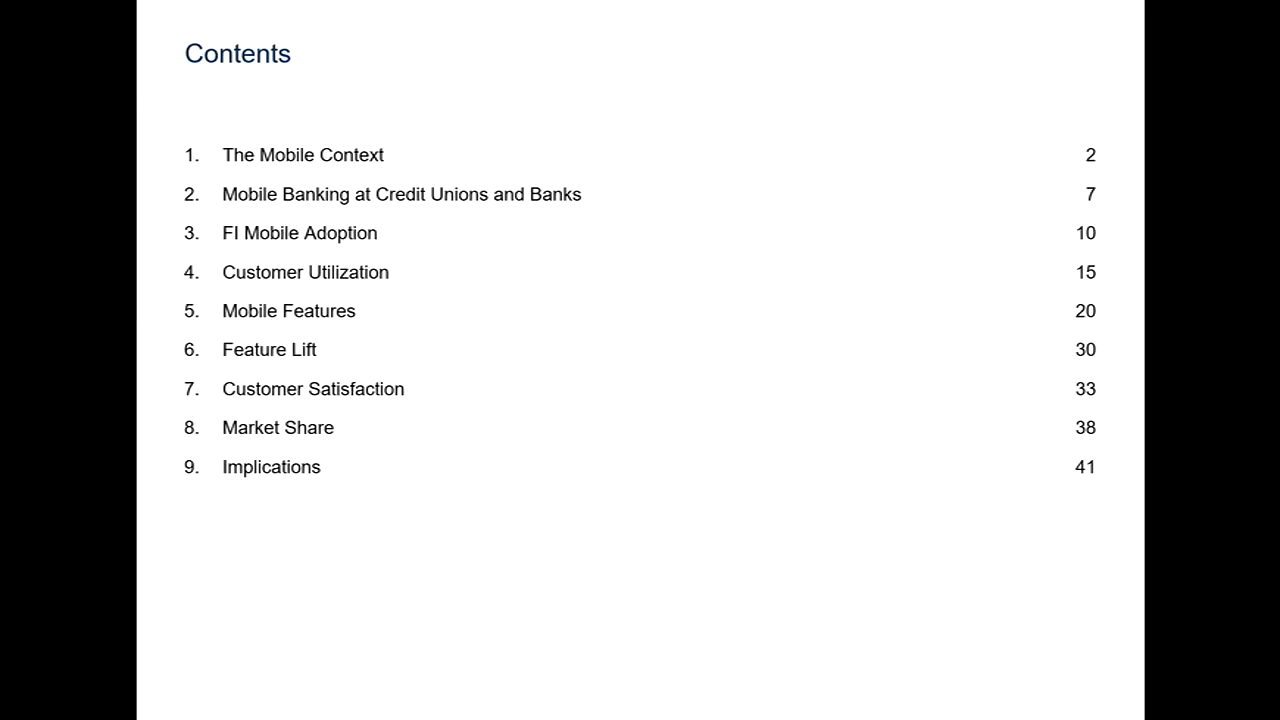 Contents
1. The Mobile Context 2
2. Mobile Banking at Credit Unions and Banks 7
3. FI Mobile Adoption 10
4. Customer Utilization 15
5. Mobile Features 20
6. Feature Lift 30
7. Customer Satisfaction 33
8. Market Share 38
9. Implications 41